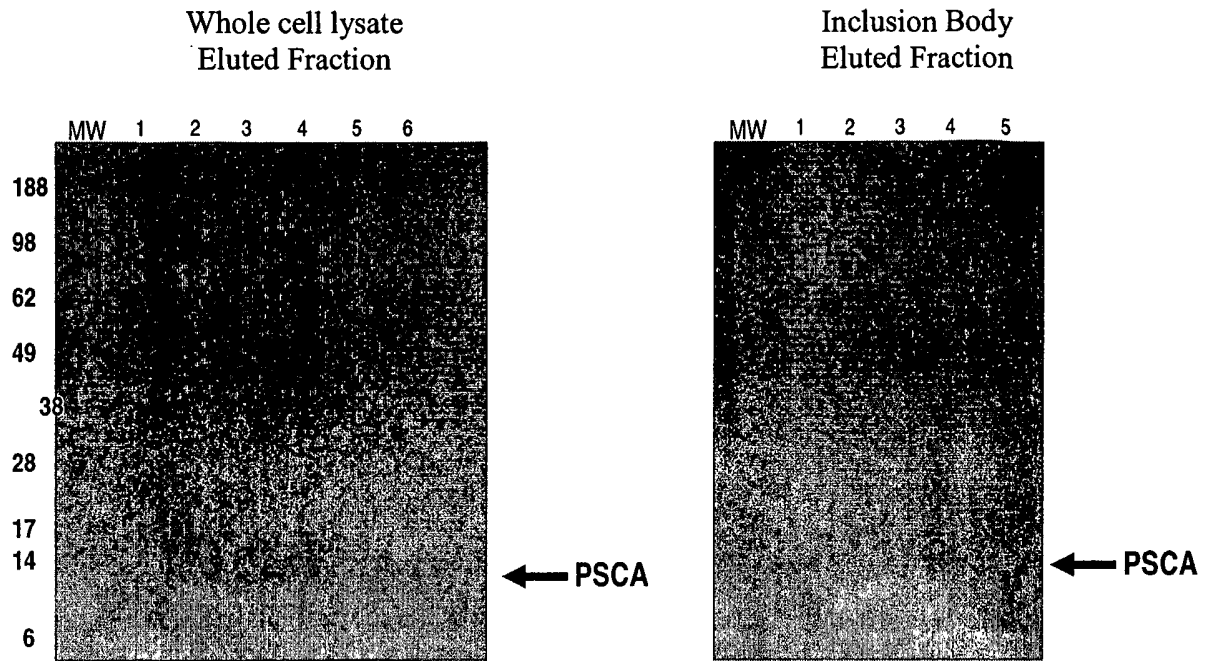 Whole cell lysate
Eluted Fraction
MW 1 2 3 4 5 6
188
98
62
49
38
28
17
14
6
PSCA
Inclusion Body
Eluted Fraction
MW 1 2 3 4 5
PSCA